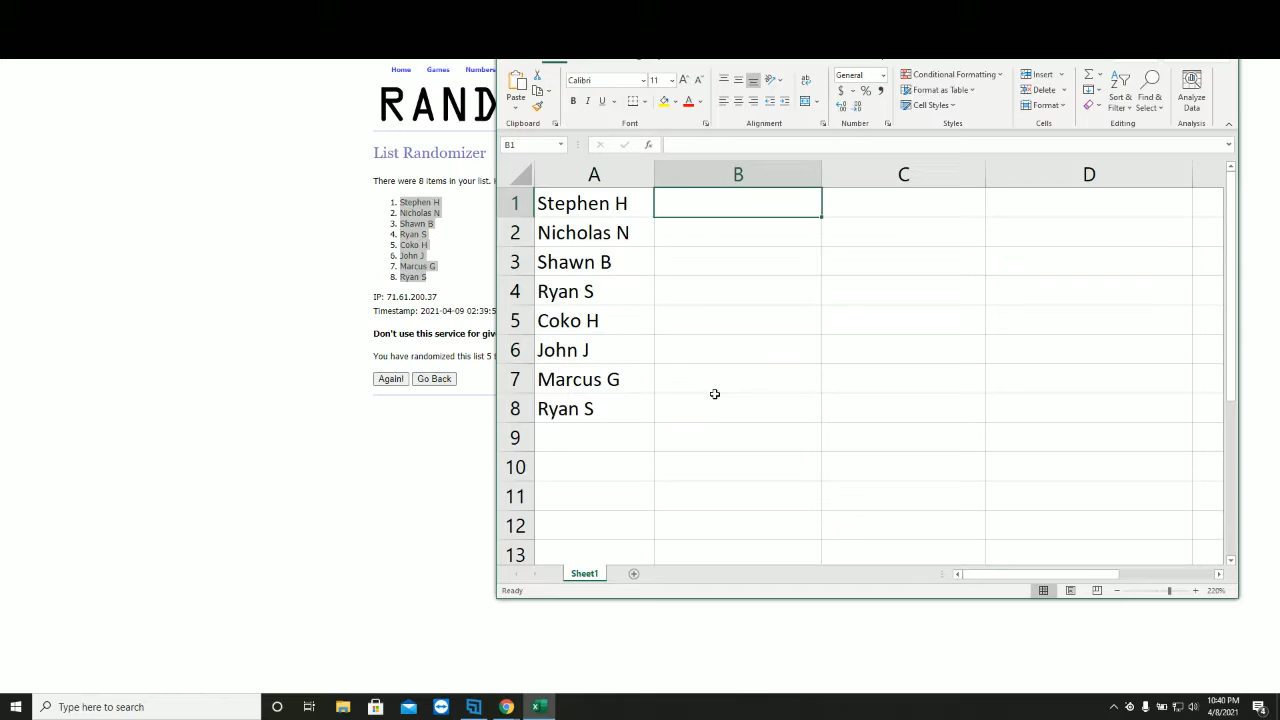 Home Games Numbers
RAND
List Randomizer
There were 8 items in your list.
1. Stephen H
2. Nicholas N
3. Shawn B
4. Ryan S
5. Coko H
6. John J
7. Marcus G
8. Ryan S
IP: 71.61.200.37
Timestamp: 2021-04-09 02:39:5
Don't use this service for give
You have randomized this list 5
Again! Go Back
Paste
Clipboard
Calibri 11
B I U
Font
Alignment
General
$ % ,
Number
Conditional Formatting
Format as Table
Cell Styles
Styles
Insert
Delete
Format
Cells
Sort & Filter
Find & Select
Editing
Analyze Data
Analysis
B1
fx
A B C D
1 Stephen H
2 Nicholas N
3 Shawn B
4 Ryan S
5 Coko H
6 John J
7 Marcus G
8 Ryan S
9
10
11
12
13
Sheet1
Ready
220%
Type here to search
10:40 PM
4/8/2021
4